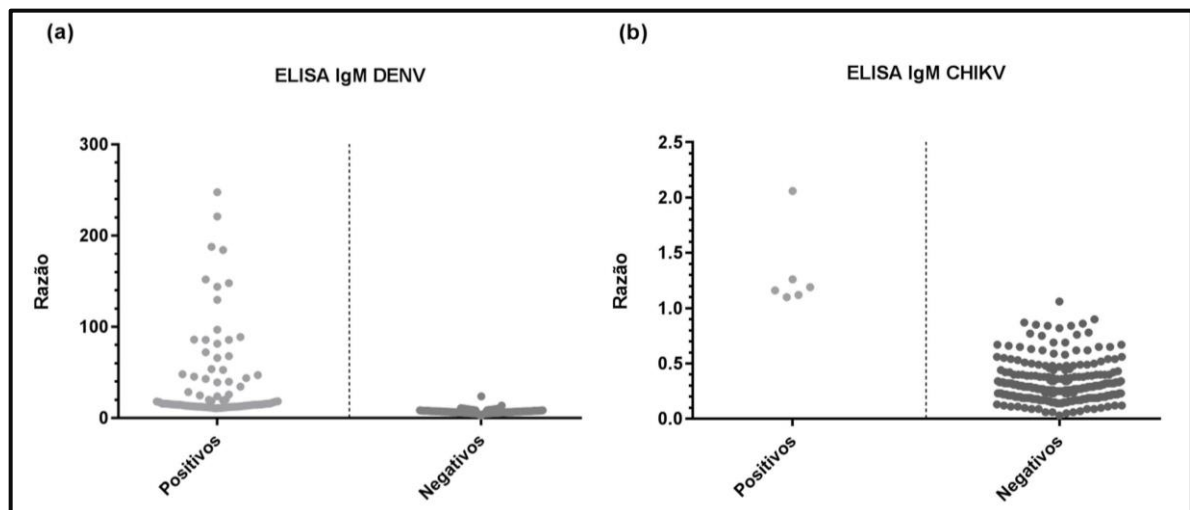 (a)
ELISA IgM DENV
300
200
100
0
Razão
Positivos
Negativos
(b)
ELISA IgM CHIKV
2.5
2.0
1.5
1.0
0.5
0.0
Razão
Positivos
Negativos